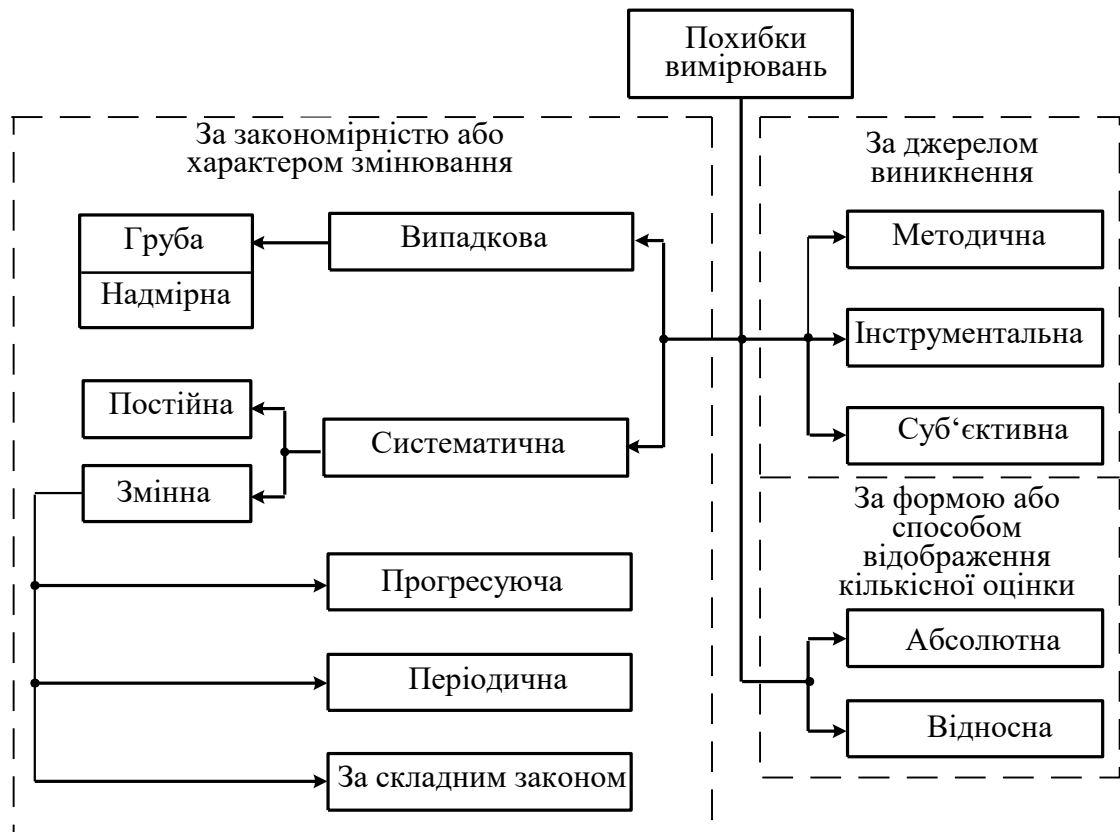 Похибки
вимірювань
За закономірністю або
характером змінювання
Груба
Надмірна
Випадкова
Постійна
Змінна
Систематична
Прогресуюча
Періодична
За складним законом
За джерелом
виникнення
Методична
Інструментальна
Суб‘єктивна
За формою або
способом
відображення
кількісної оцінки
Абсолютна
Відносна